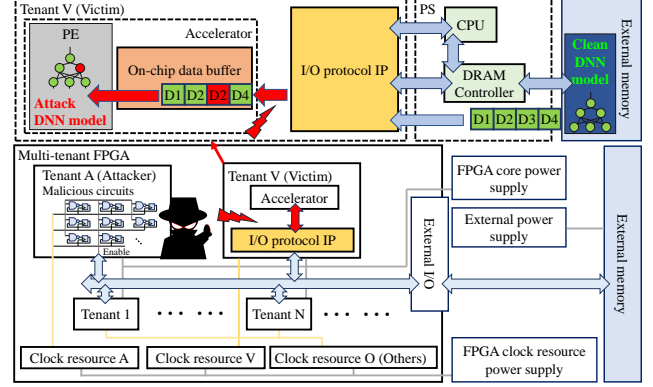 Tenant V (Victim)
PS
PE
Accelerator
CPU
Clean
DNN
model
External memory
On-chip data buffer
I/O protocol IP
DRAM
Controller
Attack
DNN model
D1 D2 D2 D4
D1 D2 D3 D4
Multi-tenant FPGA
Tenant A (Attacker)
Malicious circuits
Enable
Tenant V (Victim)
Accelerator
I/O protocol IP
FPGA core power
supply
External power
supply
External I/O
External memory
Tenant 1
Tenant N
Clock resource A
Clock resource V
Clock resource O (Others)
FPGA clock resource
power supply